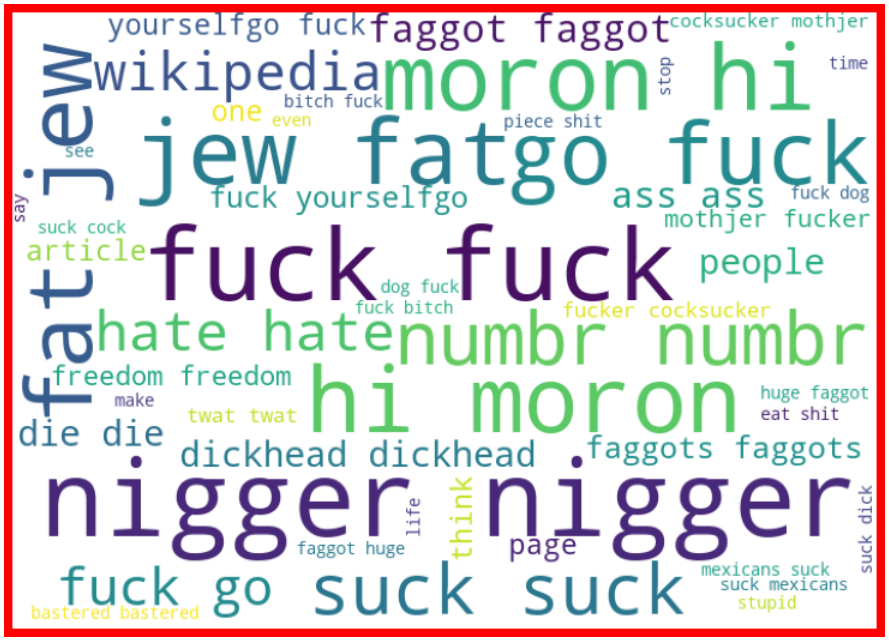 yourselfgo fuck
faggot faggot
cocksucker mothjer
wikipedia
moron hi
stop
time
one
bitch fuck
even
piece shit
fat jew
see
jew fatgo fuck
say
fuck yourselfgo
ass ass
fuck dog
suck cock
mothjer fucker
article
fuck fuck
people
dog fuck
fuck bitch
fucker cocksucker
hate hate
numbr numbr
freedom freedom
hi moron
make
huge faggot
twat twat
eat shit
die die
dickhead dickhead
faggots faggots
nigger nigger
life
think
suck dick
faggot huge
page
fuck go
suck suck
mexicans suck
suck mexicans
bastered bastered
stupid